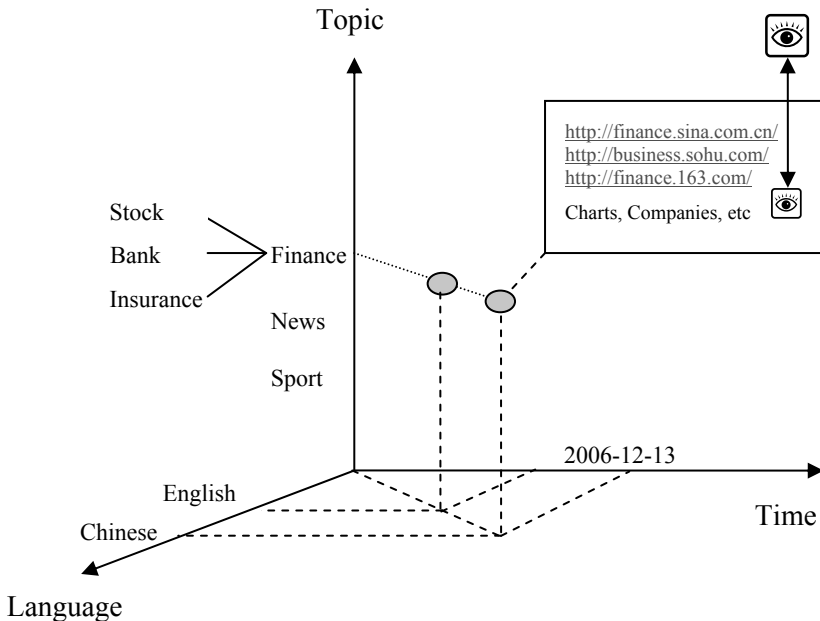 Topic
http://finance.sina.com.cn/
http://business.sohu.com/
http://finance.163.com/
Charts, Companies, etc
Stock
Bank
Insurance
Finance
News
Sport
2006-12-13
English
Chinese
Time
Language